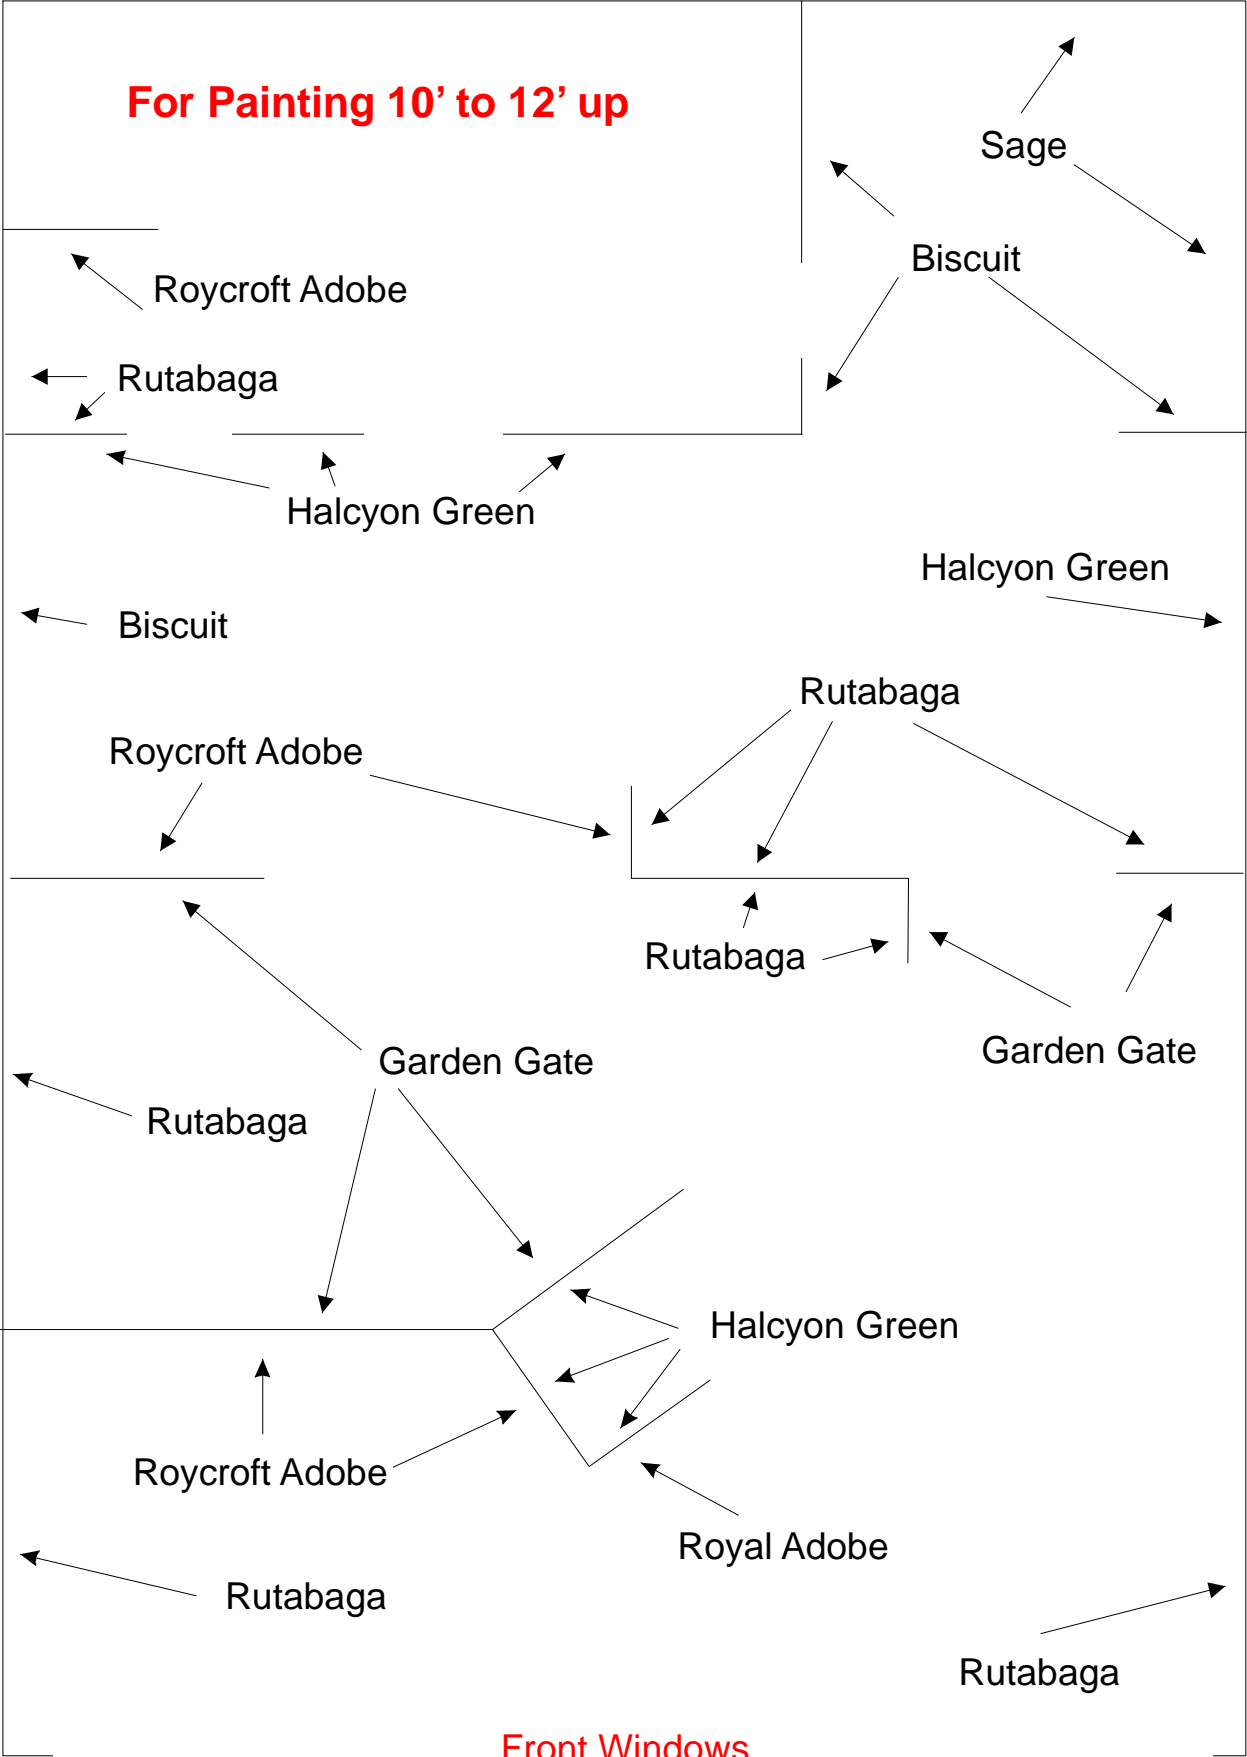 For Painting 10’ to 12’ up
Sage
Biscuit
Roycroft Adobe
Rutabaga
Halcyon Green
Halcyon Green
Biscuit
Rutabaga
Roycroft Adobe
Rutabaga
Garden Gate
Garden Gate
Rutabaga
Halcyon Green
Roycroft Adobe
Royal Adobe
Rutabaga
Rutabaga
Front Windows